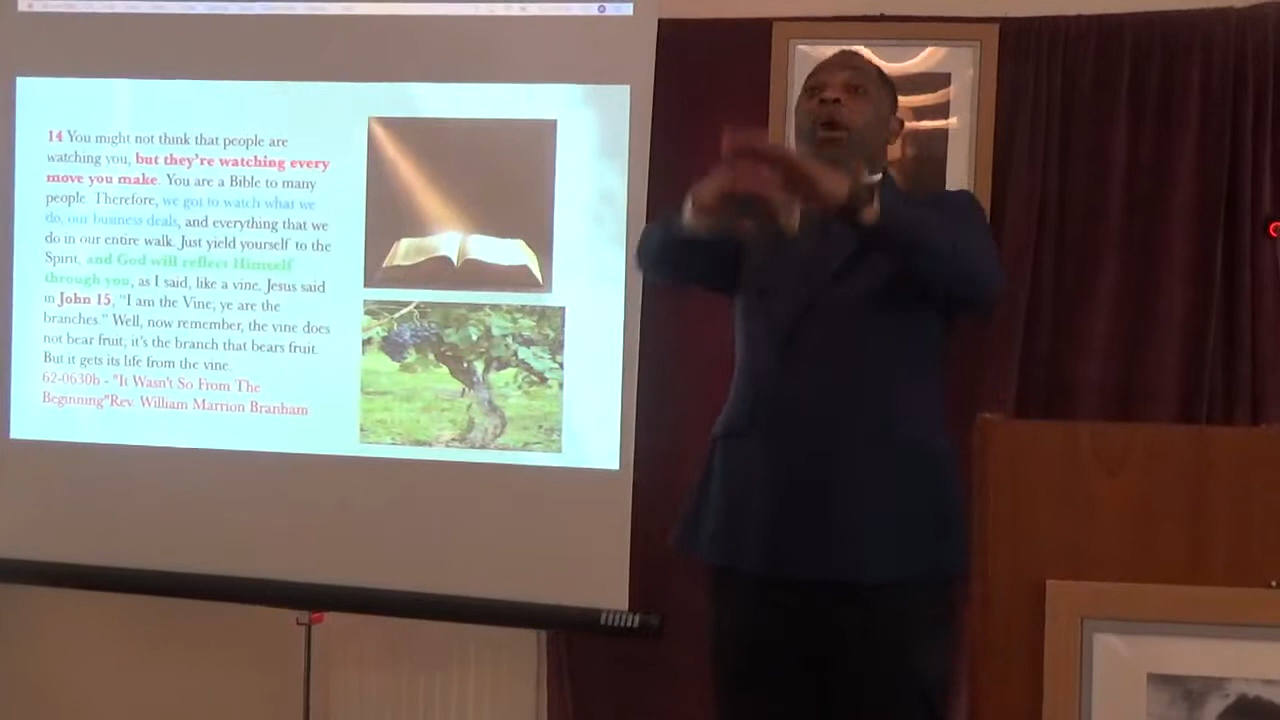 14 You might not think that people are
watching you, but they're watching every
move you make. You are a Bible to many
people. Therefore, we got to watch what we
do, our business deals, and everything that we
do in our entire walk. Just yield yourself to the
Spirit, and God will reflect Himself
through you, as I said, like a vine. Jesus said
in John 15, "I am the Vine, ye are the
branches." Well, now remember, the vine does
not bear fruit; it's the branch that bears fruit.
But it gets its life from the vine.
62-0630b - "It Wasn't So From The
Beginning"Rev. William Marrion Branham